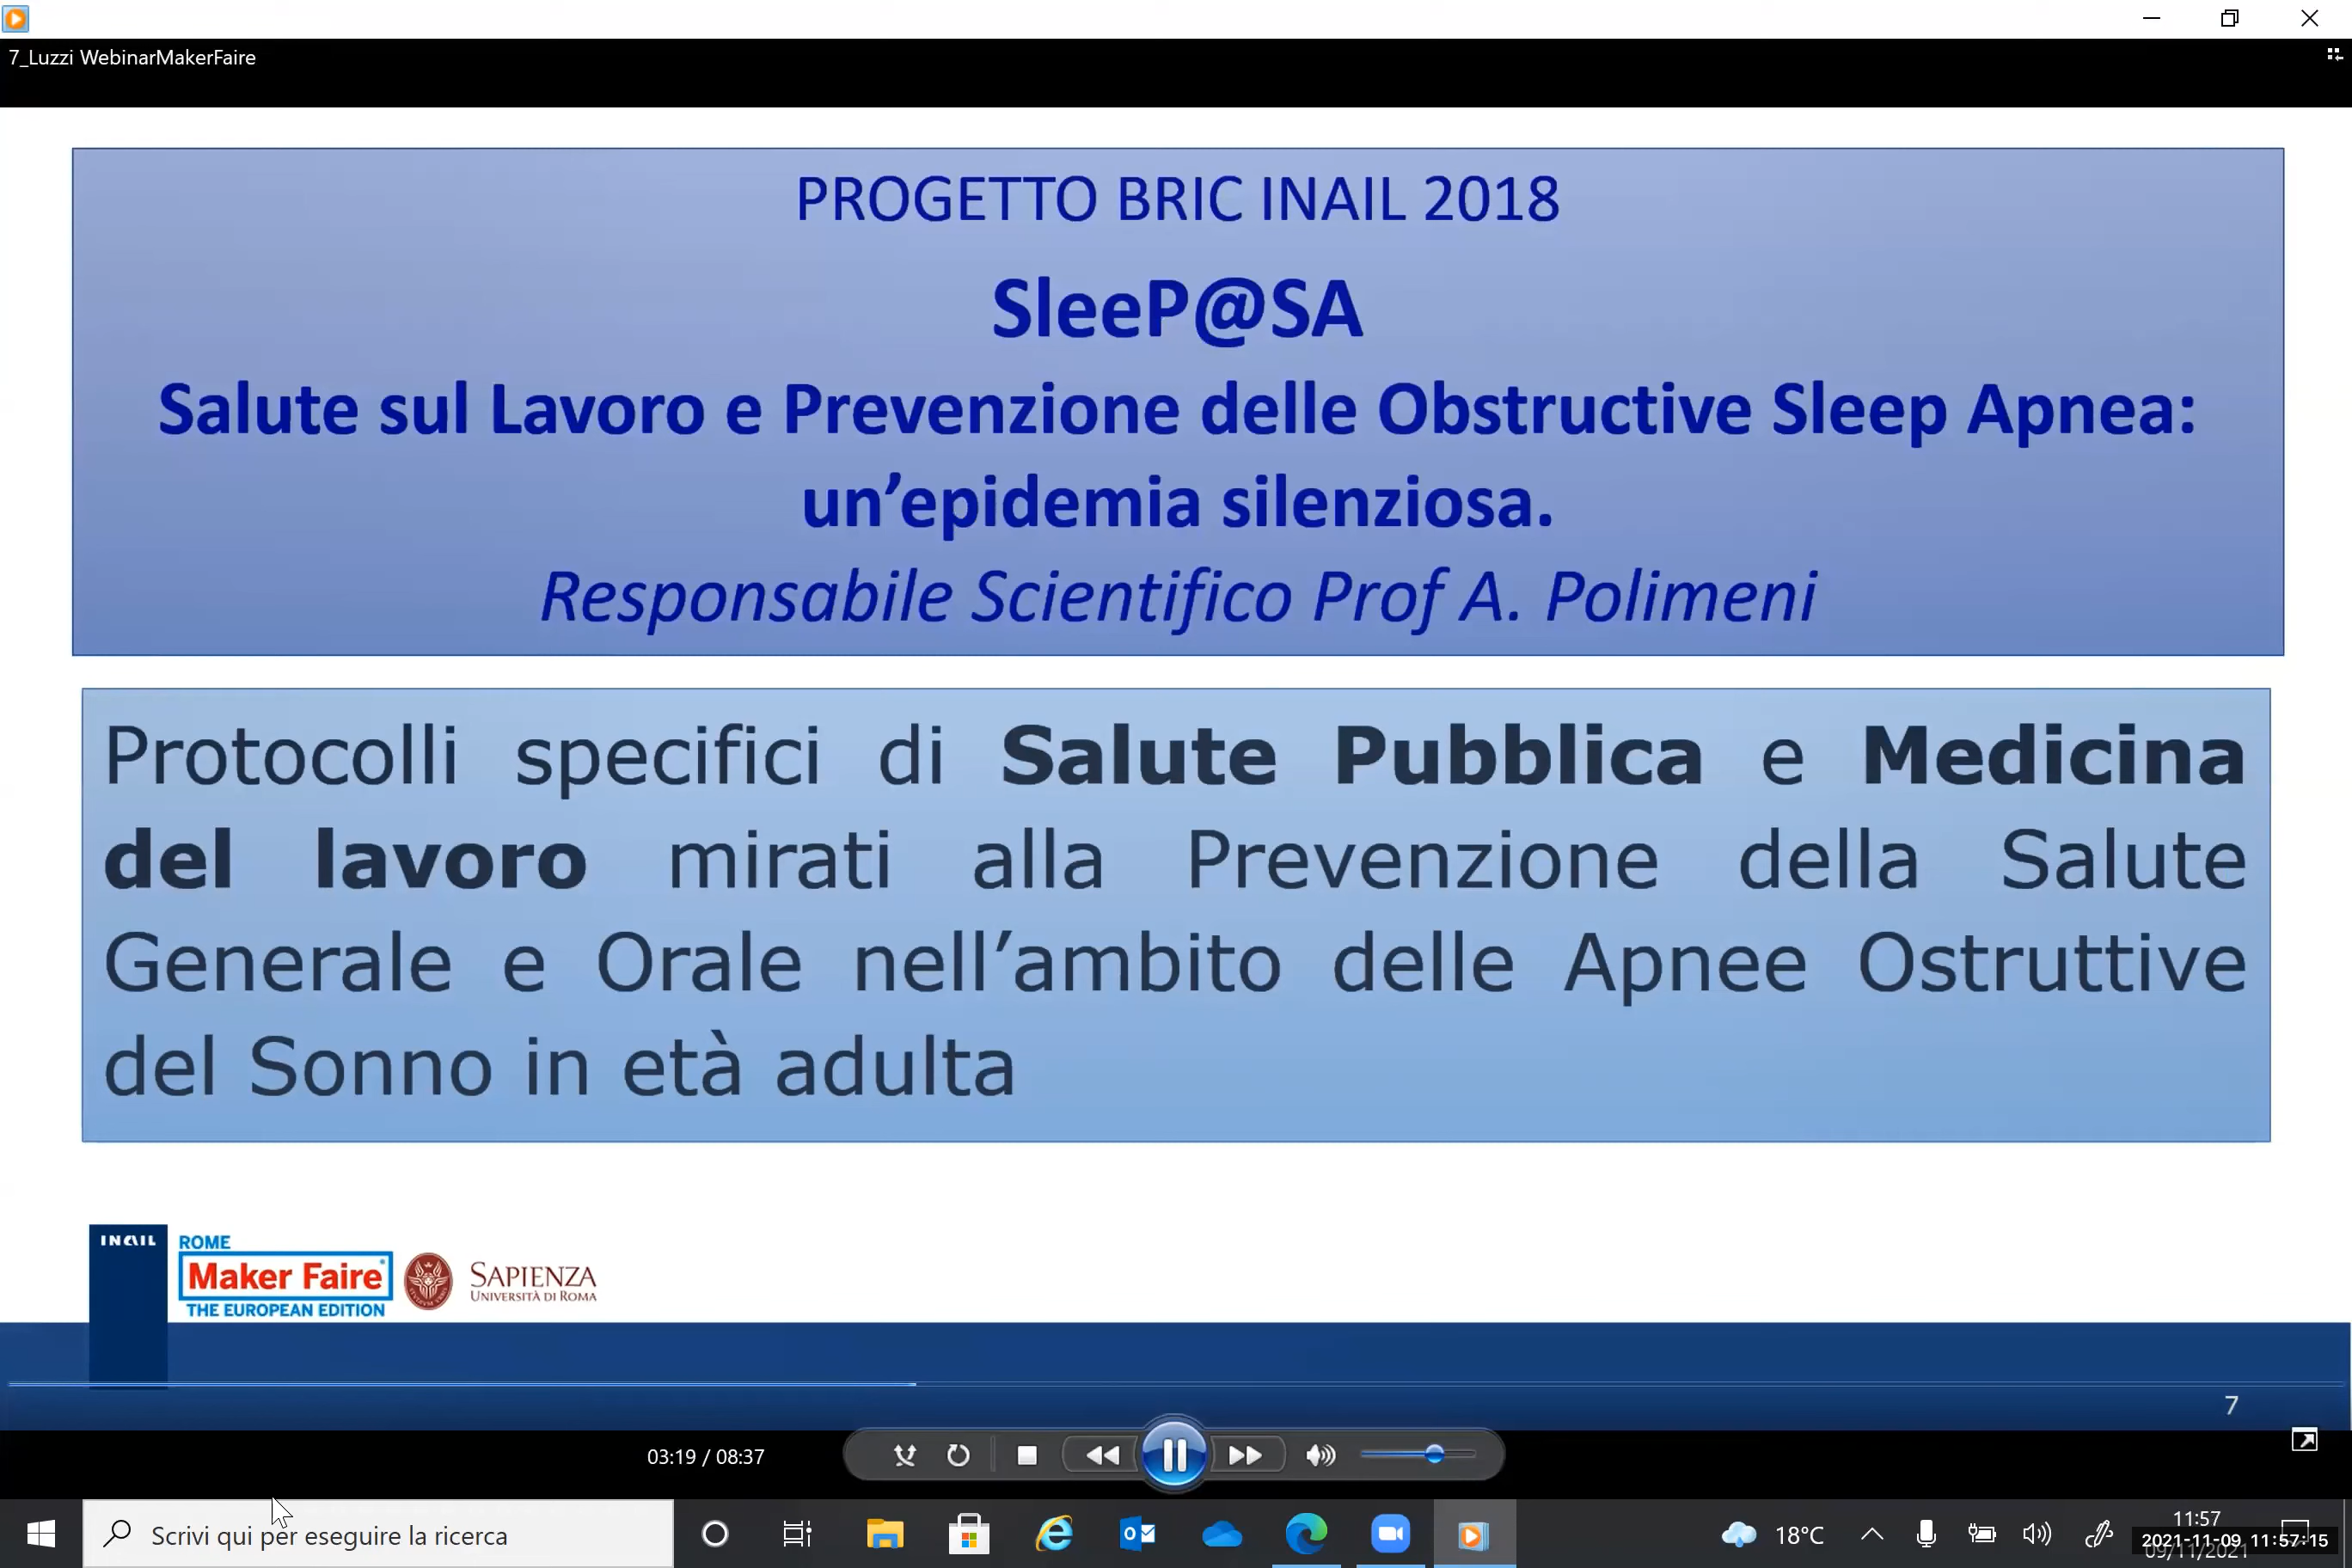 7_Luzzi WebinarMakerFaire
PROGETTO BRIC INAIL 2018
SleeP@SA
Salute sul Lavoro e Prevenzione delle Obstructive Sleep Apnea:
un’epidemia silenziosa.
Responsabile Scientifico Prof A. Polimeni
Protocolli specifici di Salute Pubblica e Medicina
del lavoro mirati alla Prevenzione della Salute
Generale e Orale nell’ambito delle Apnee Ostruttive
del Sonno in età adulta
INAIL
ROME
Maker Faire
THE EUROPEAN EDITION
SAPIENZA
UNIVERSITÀ DI ROMA
7
03:19 / 08:37
Scrivi qui per eseguire la ricerca
18°C
11:57
2021-11-09 11:57:15
09/11/2021